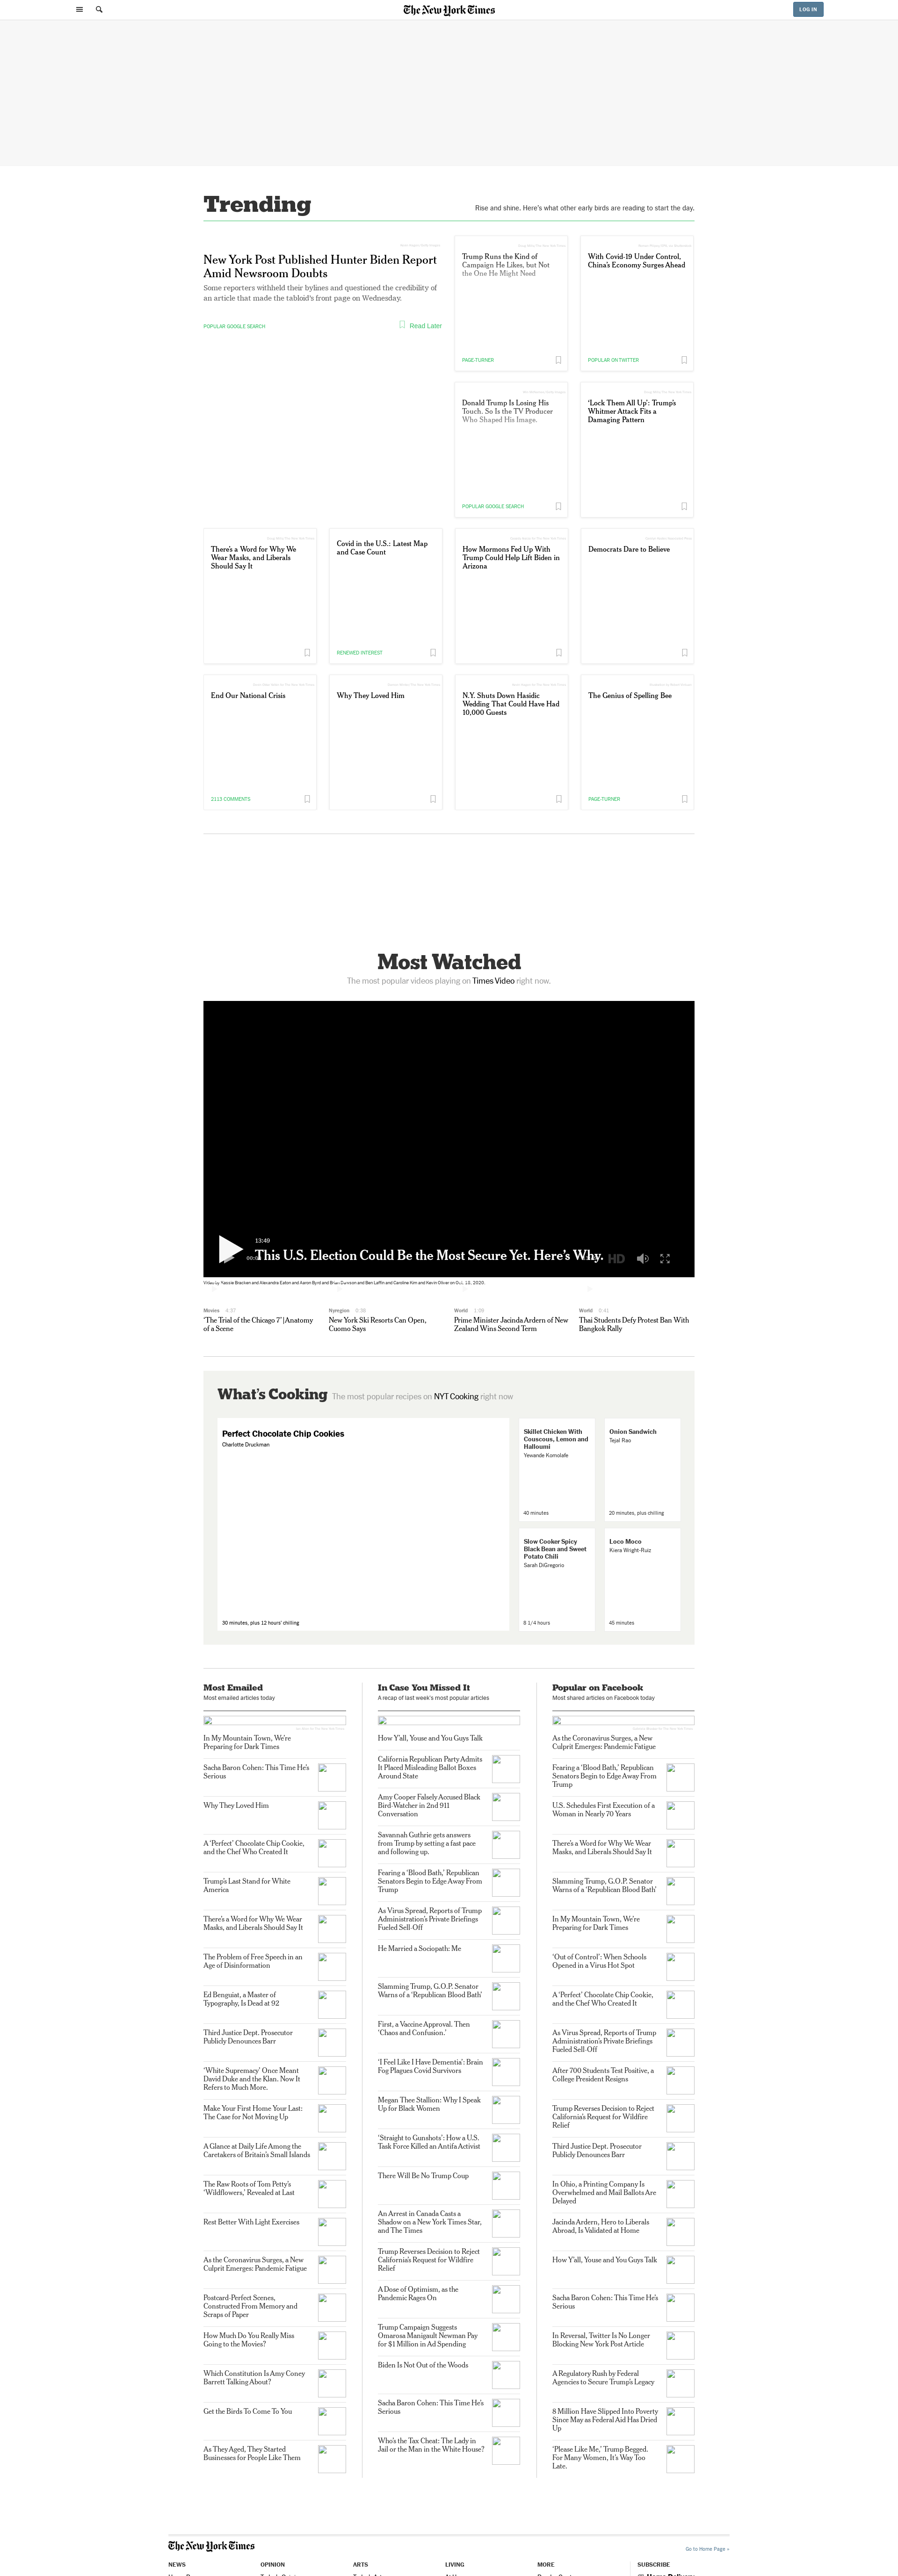 The New York Times
LOG IN
Trending
Rise and shine. Here's what other early birds are reading to start the day.
New York Post Published Hunter Biden Report
Amid Newsroom Doubts
Some reporters withheld their bylines and questioned the credibility of
an article that made the tabloid's front page on Wednesday.
POPULAR GOOGLE SEARCH
Read Later
Trump Runs the Kind of
Campaign He Likes, but Not
the One He Might Need
PAGE-TURNER
With Covid-19 Under Control,
China's Economy Surges Ahead
POPULAR ON TWITTER
Donald Trump Is Losing His
Touch. So Is the TV Producer
Who Shaped His Image.
POPULAR GOOGLE SEARCH
'Lock Them All Up': Trump's
Whitmer Attack Fits a
Damaging Pattern
There's a Word for Why We
Wear Masks, and Liberals
Should Say It
Covid in the U.S.: Latest Map
and Case Count
RENEWED INTEREST
How Mormons Fed Up With
Trump Could Help Lift Biden in
Arizona
Democrats Dare to Believe
End Our National Crisis
2113 COMMENTS
Why They Loved Him
N.Y. Shuts Down Hasidic
Wedding That Could Have Had
10,000 Guests
The Genius of Spelling Bee
PAGE-TURNER
Most Watched
The most popular videos playing on Times Video right now.
13:49
This U.S. Election Could Be the Most Secure Yet. Here's Why.
HD
Movies 4:37
'The Trial of the Chicago 7' | Anatomy
of a Scene
Nyregion 0:38
New York Ski Resorts Can Open,
Cuomo Says
World 1:08
Prime Minister Jacinda Ardern of New
Zealand Wins Second Term
World 0:41
Thai Students Defy Protest Ban With
Bangkok Rally
What's Cooking The most popular recipes on NYT Cooking right now
Perfect Chocolate Chip Cookies
Charlotte Druckman
30 minutes, plus 12 hours' chilling
Skillet Chicken With
Couscous, Lemon and
Halloumi
Yewande Komolafe
40 minutes
Onion Sandwich
Tejal Rao
20 minutes, plus chilling
Slow Cooker Spicy
Black Bean and Sweet
Potato Chili
Sarah DiGregorio
8 1/4 hours
Loco Moco
Kiera Wright-Ruiz
45 minutes
Most Emailed
Most emailed articles today
In My Mountain Town, We're
Preparing for Dark Times
Sacha Baron Cohen: This Time He's
Serious
Why They Loved Him
A 'Perfect' Chocolate Chip Cookie,
and the Chef Who Created It
Trump's Last Stand for White
America
There's a Word for Why We Wear
Masks, and Liberals Should Say It
The Problem of Free Speech in an
Age of Disinformation
Ed Benguiat, a Master of
Typography, Is Dead at 92
Third Justice Dept. Prosecutor
Publicly Denounces Barr
'White Supremacy' Once Meant
David Duke and the Klan. Now It
Refers to Much More.
Make Your First Home Your Last:
The Case for Not Moving Up
A Glance at Daily Life Among the
Caretakers of Britain's Small Islands
The Raw Roots of Tom Petty's
'Wildflowers,' Revealed at Last
Rest Better With Light Exercises
As the Coronavirus Surges, a New
Culprit Emerges: Pandemic Fatigue
Postcard-Perfect Scenes,
Constructed From Memory and
Scraps of Paper
How Much Do You Really Miss
Going to the Movies?
Which Constitution Is Amy Coney
Barrett Talking About?
Get the Birds To Come To You
As They Aged, They Started
Businesses for People Like Them
In Case You Missed It
A recap of last week's most popular articles
How Y'all, Youse and You Guys Talk
California Republican Party Admits
It Placed Misleading Ballot Boxes
Around State
Amy Cooper Falsely Accused Black
Bird-Watcher in 2nd 911
Conversation
Savannah Guthrie gets answers
from Trump by setting a fast pace
and following up.
Fearing a 'Blood Bath,' Republican
Senators Begin to Edge Away From
Trump
As Virus Spread, Reports of Trump
Administration's Private Briefings
Fueled Sell-Off
He Married a Sociopath: Me
Slamming Trump, G.O.P. Senator
Warns of a 'Republican Blood Bath'
First, a Vaccine Approval. Then
'Chaos and Confusion.'
'I Feel Like I Have Dementia': Brain
Fog Plagues Covid Survivors
Megan Thee Stallion: Why I Speak
Up for Black Women
'Straight to Gunshots': How a U.S.
Task Force Killed an Antifa Activist
There Will Be No Trump Coup
An Arrest in Canada Casts a
Shadow on a New York Times Star,
and The Times
Trump Reverses Decision to Reject
California's Request for Wildfire
Relief
A Dose of Optimism, as the
Pandemic Rages On
Trump Campaign Suggests
Omarosa Manigault Newman Pay
for $1 Million in Ad Spending
Biden Is Not Out of the Woods
Sacha Baron Cohen: This Time He's
Serious
Who's the Tax Cheat: The Lady in
Jail or the Man in the White House?
Popular on Facebook
Most shared articles on Facebook today
As the Coronavirus Surges, a New
Culprit Emerges: Pandemic Fatigue
Fearing a 'Blood Bath,' Republican
Senators Begin to Edge Away From
Trump
U.S. Schedules First Execution of a
Woman in Nearly 70 Years
There's a Word for Why We Wear
Masks, and Liberals Should Say It
Slamming Trump, G.O.P. Senator
Warns of a 'Republican Blood Bath'
In My Mountain Town, We're
Preparing for Dark Times
'Out of Control': When Schools
Opened in a Virus Hot Spot
A 'Perfect' Chocolate Chip Cookie,
and the Chef Who Created It
As Virus Spread, Reports of Trump
Administration's Private Briefings
Fueled Sell-Off
After 700 Students Test Positive, a
College President Resigns
Trump Reverses Decision to Reject
California's Request for Wildfire
Relief
Third Justice Dept. Prosecutor
Publicly Denounces Barr
In Ohio, a Printing Company Is
Overwhelmed and Mail Ballots Are
Delayed
Jacinda Ardern, Hero to Liberals
Abroad, Is Validated at Home
How Y'all, Youse and You Guys Talk
Sacha Baron Cohen: This Time He's
Serious
In Reversal, Twitter Is No Longer
Blocking New York Post Article
A Regulatory Rush by Federal
Agencies to Secure Trump's Legacy
8 Million Have Slipped Into Poverty
Since May as Federal Aid Has Dried
Up
'Please Like Me,' Trump Begged.
For Many Women, It's Way Too
Late.
The New York Times
Go to Home Page »
NEWS
OPINION
ARTS
LIVING
MORE
SUBSCRIBE